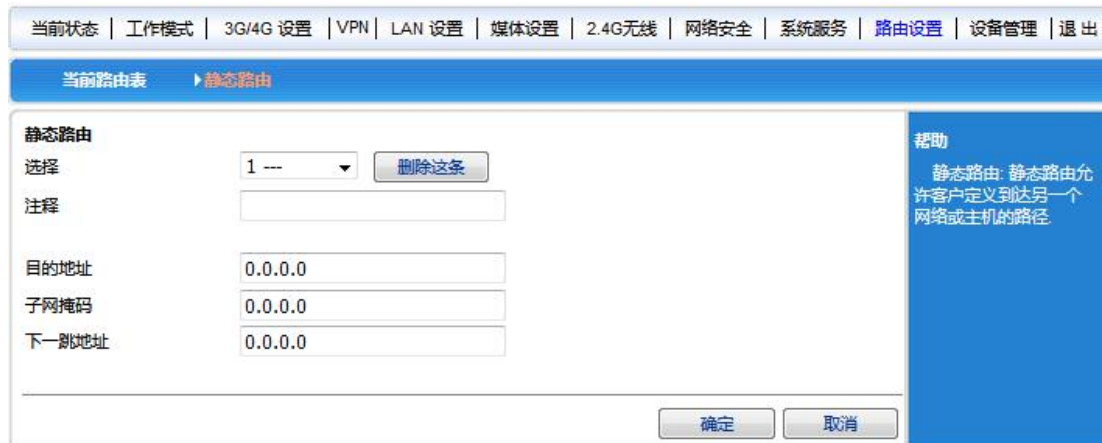 当前状态 | 工作模式 | 3G/4G 设置 | VPN | LAN 设置 | 媒体设置 | 2.4G无线 | 网络安全 | 系统服务 | 路由设置 | 设备管理 | 退 出
当前路由表 静态路由
静态路由
选择 1 --- 删除这条
注释
目的地址 0.0.0.0
子网掩码 0.0.0.0
下一跳地址 0.0.0.0
确定 取消
帮助
静态路由: 静态路由允
许客户定义到达另一个
网络或主机的路径.